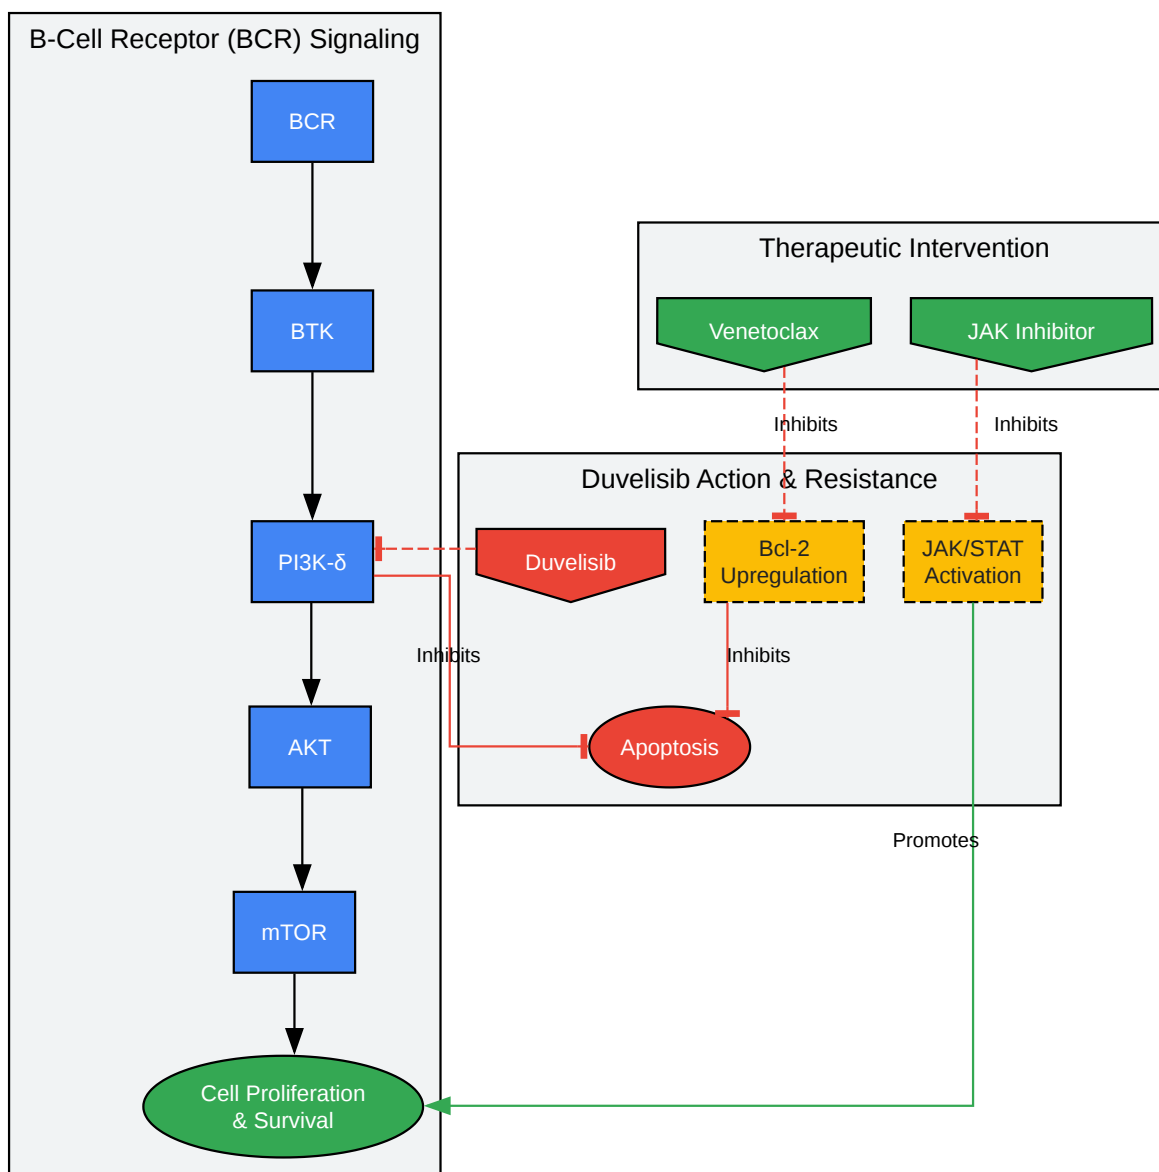 B-Cell Receptor (BCR) Signaling
BCR
BTK
PI3K-δ
AKT
mTOR
Cell Proliferation
& Survival
Therapeutic Intervention
Venetoclax
JAK Inhibitor
Inhibits
Inhibits
Duvelisib Action & Resistance
Duvelisib
Bcl-2
Upregulation
JAK/STAT
Activation
Inhibits
Inhibits
Apoptosis
Promotes